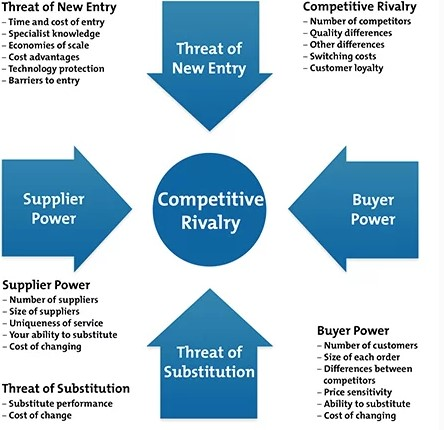 Threat of New Entry
– Time and cost of entry
– Specialist knowledge
– Economies of scale
– Cost advantages
– Technology protection
– Barriers to entry
Threat of
New Entry
Competitive Rivalry
– Number of competitors
– Quality differences
– Other differences
– Switching costs
– Customer loyalty
Supplier
Power
Competitive
Rivalry
Buyer
Power
Supplier Power
– Number of suppliers
– Size of suppliers
– Uniqueness of service
– Your ability to substitute
– Cost of changing
Threat of
Substitution
Buyer Power
– Number of customers
– Size of each order
– Differences between
competitors
– Price sensitivity
– Ability to substitute
– Cost of changing
Threat of Substitution
– Substitute performance
– Cost of change